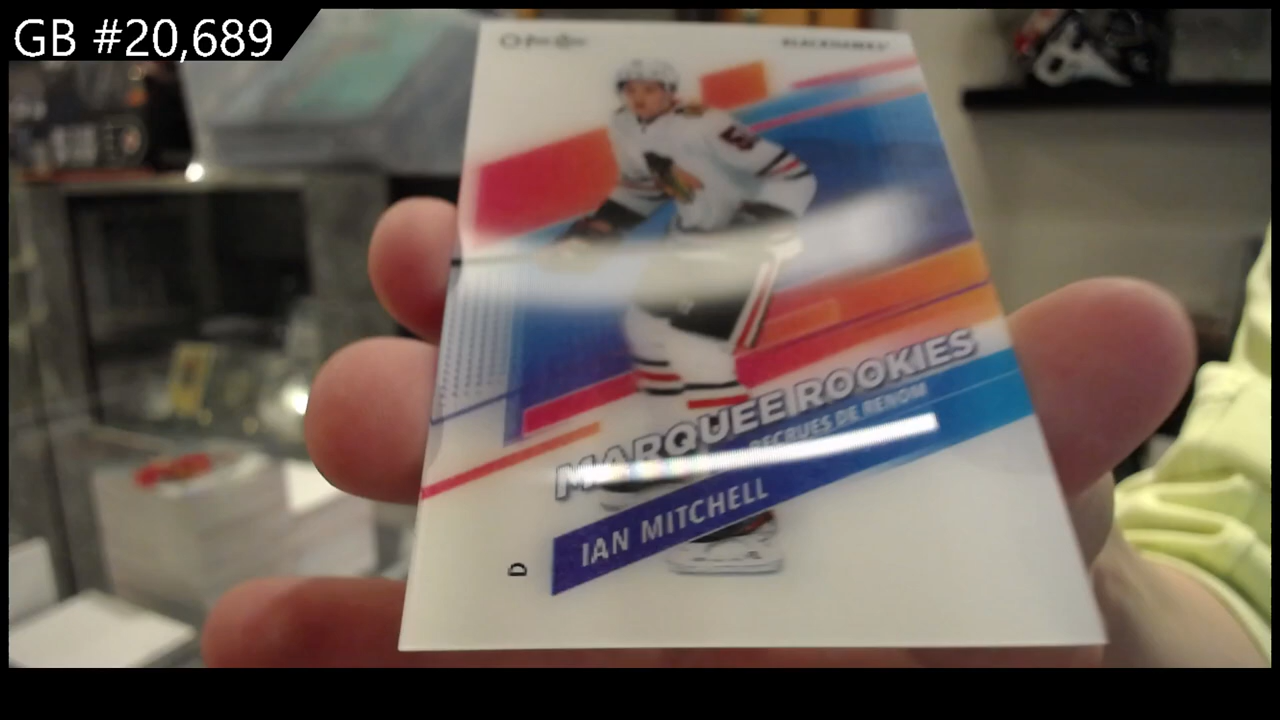 GB #20,689
O-Pee-Chee
BLACKHAWKS
MARQUEE ROOKIES
RECRUES DE RENOM
IAN MITCHELL
D